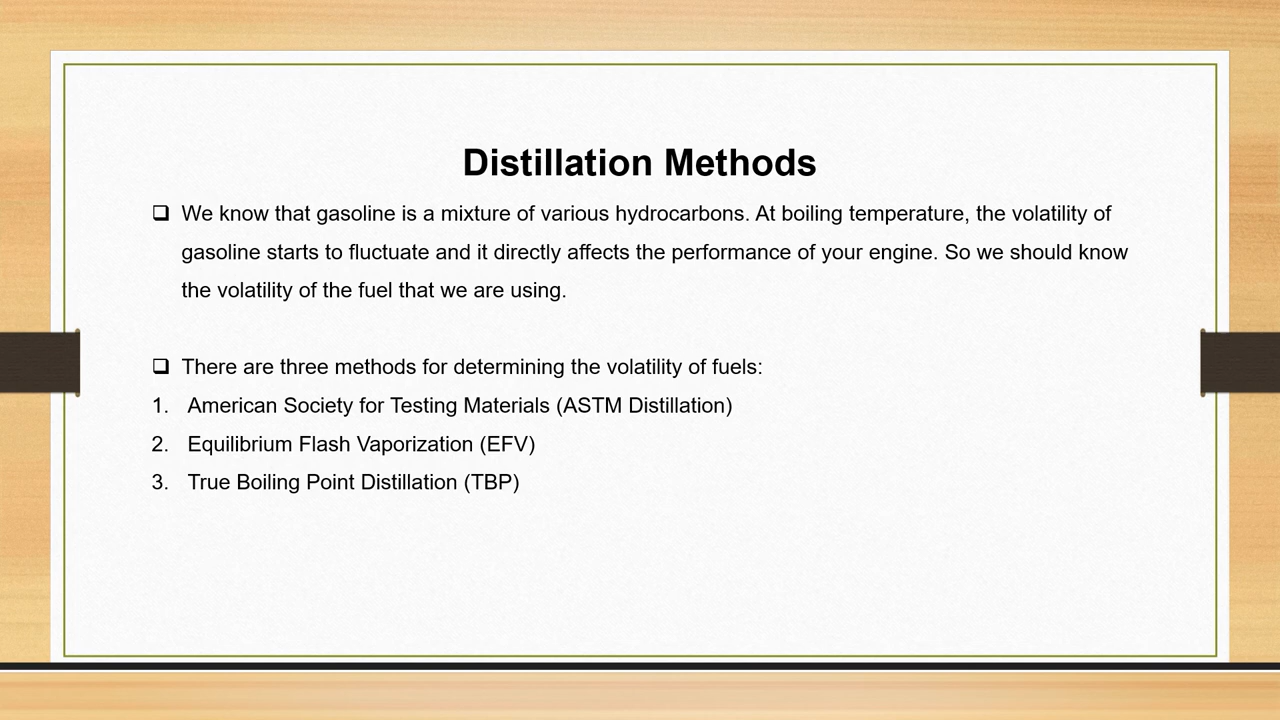 Distillation Methods
❑ We know that gasoline is a mixture of various hydrocarbons. At boiling temperature, the volatility of
gasoline starts to fluctuate and it directly affects the performance of your engine. So we should know
the volatility of the fuel that we are using.
❑ There are three methods for determining the volatility of fuels:
1. American Society for Testing Materials (ASTM Distillation)
2. Equilibrium Flash Vaporization (EFV)
3. True Boiling Point Distillation (TBP)